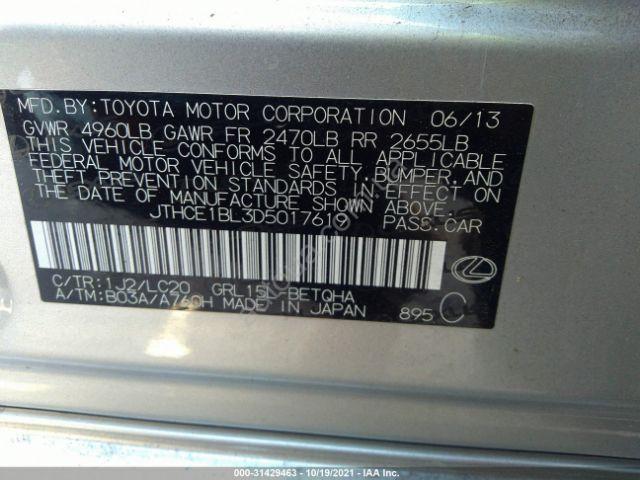 MFD. BY: TOYOTA MOTOR CORPORATION 06/13
GVWR 4960LB GAWR FR 2470LB RR 2655LB
THIS VEHICLE CONFORMS TO ALL APPLICABLE
FEDERAL MOTOR VEHICLE SAFETY, BUMPER, AND
THEFT PREVENTION STANDARDS IN EFFECT ON
THE DATE OF MANUFACTURE SHOWN ABOVE.
JTHCE1BL3D5017619 PASS.CAR
C/TR: 1J2/LC20 GRL15L-BETQHA
A/TM: B03A/A760H MADE IN JAPAN 895 C
000-31429463 - 10/19/2021 - IAA Inc.